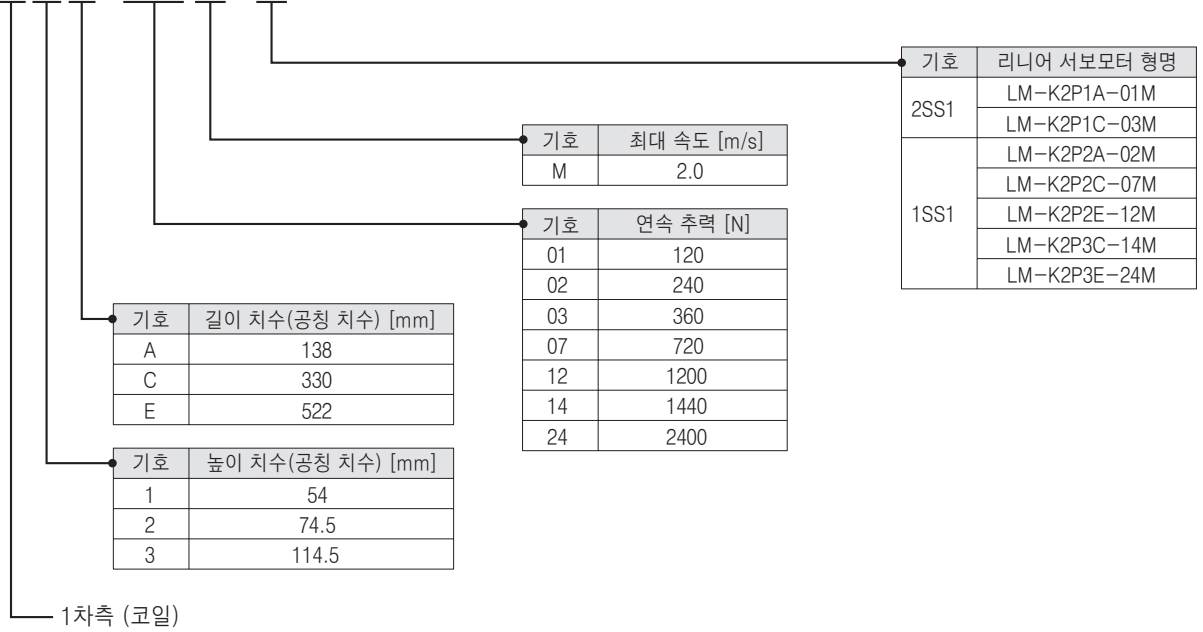 기호 리니어 서보모터 형명
2SS1 LM-K2P1A-01M
LM-K2P1C-03M
1SS1 LM-K2P2A-02M
LM-K2P2C-07M
LM-K2P2E-12M
LM-K2P3C-14M
LM-K2P3E-24M
기호 최대 속도 [m/s]
M 2.0
기호 연속 추력 [N]
01 120
02 240
03 360
07 720
12 1200
14 1440
24 2400
기호 길이 치수(공칭 치수) [mm]
A 138
C 330
E 522
기호 높이 치수(공칭 치수) [mm]
1 54
2 74.5
3 114.5
1차측 (코일)